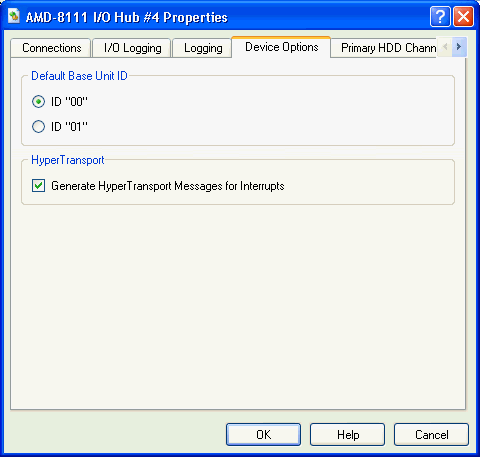 AMD-8111 I/O Hub #4 Properties
Connections I/O Logging Logging Device Options Primary HDD Chann
Default Base Unit ID
ID "00"
ID "01"
HyperTransport
Generate HyperTransport Messages for Interrupts
OK Help Cancel